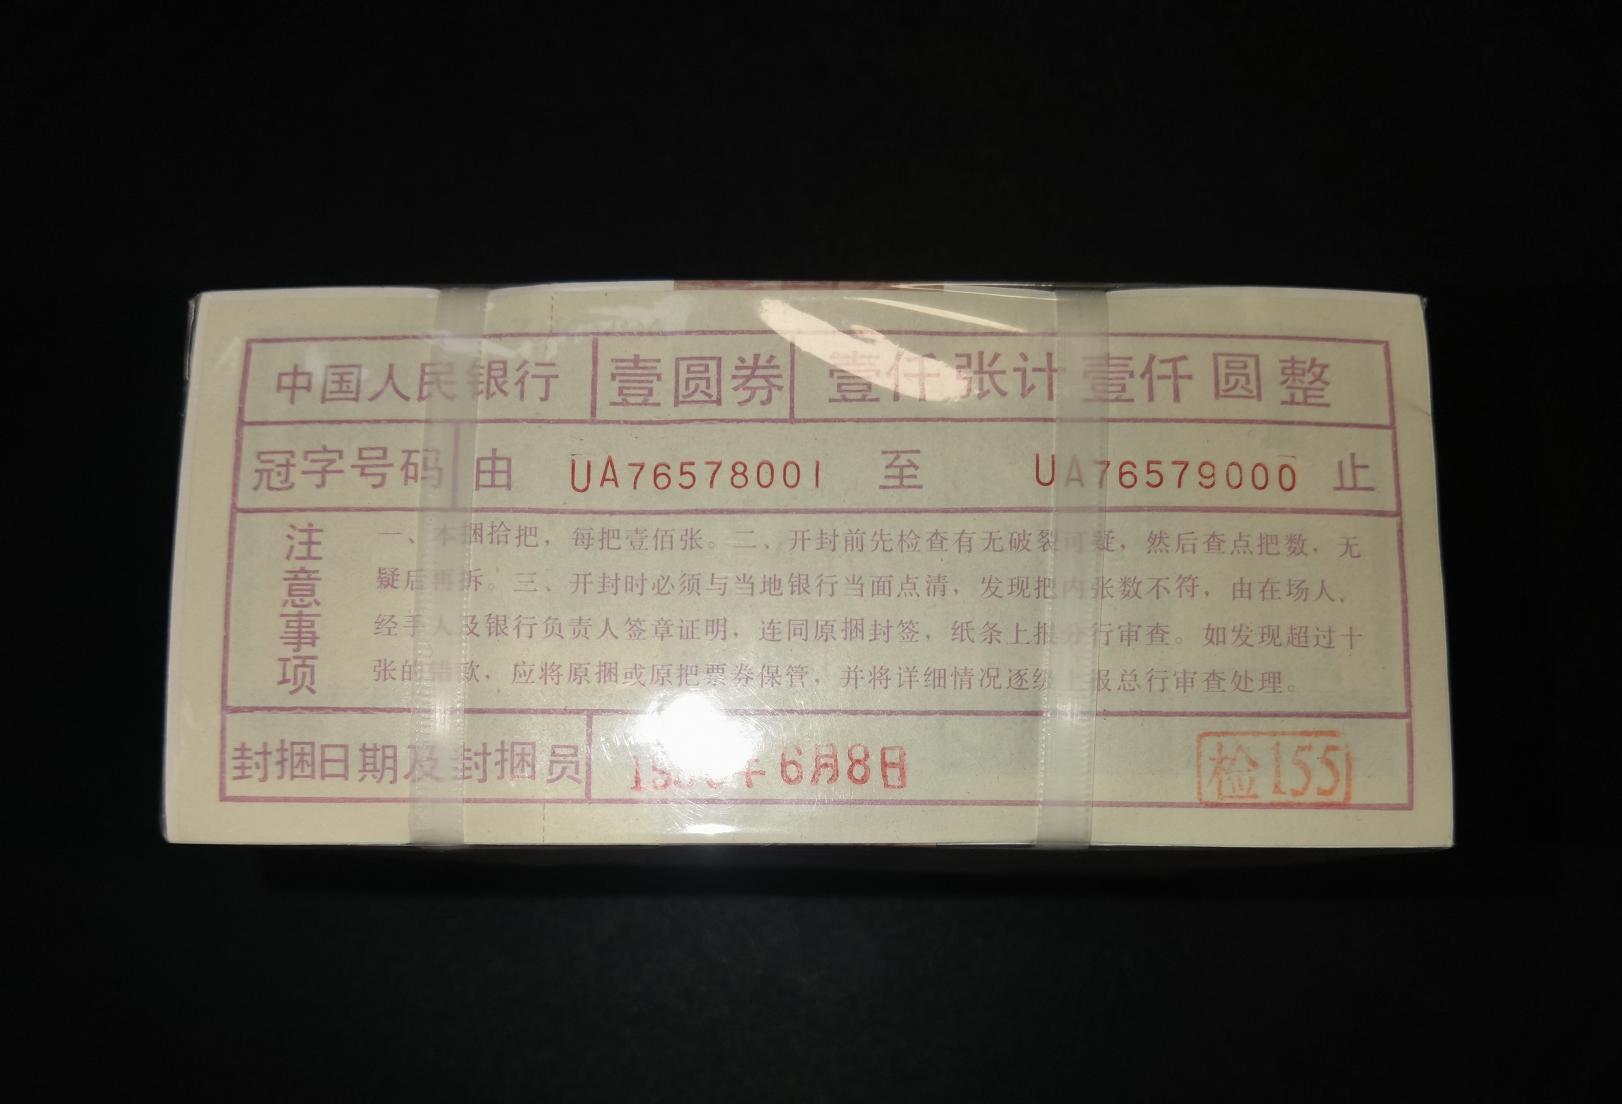 中国人民银行 壹圆券 壹仟张计壹仟圆整
冠字号码 由 UA76578001 至 UA76579000 止
注意事项
一、本捆拾把，每把壹佰张。二、开封前先检查有无破裂可疑，然后查点把数，无
疑后再拆。三、开封时必须与当地银行当面点清，发现把内张数不符，由在场人、
经手人及银行负责人签章证明，连同原捆封签，纸条上报分行审查。如发现超过十
张的错款，应将原捆或原把票券保管，并将详细情况逐级上报总行审查处理。
封捆日期及封捆员 年6月8日 检155